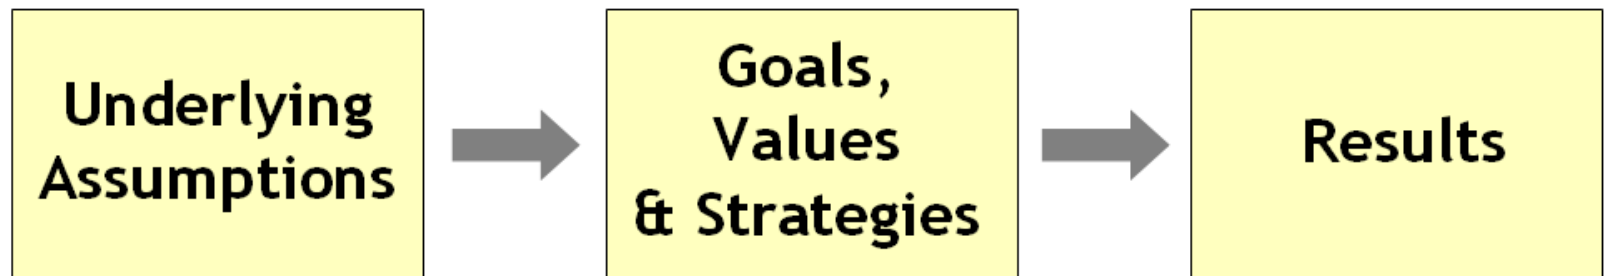 Underlying
Assumptions
Goals,
Values
& Strategies
Results